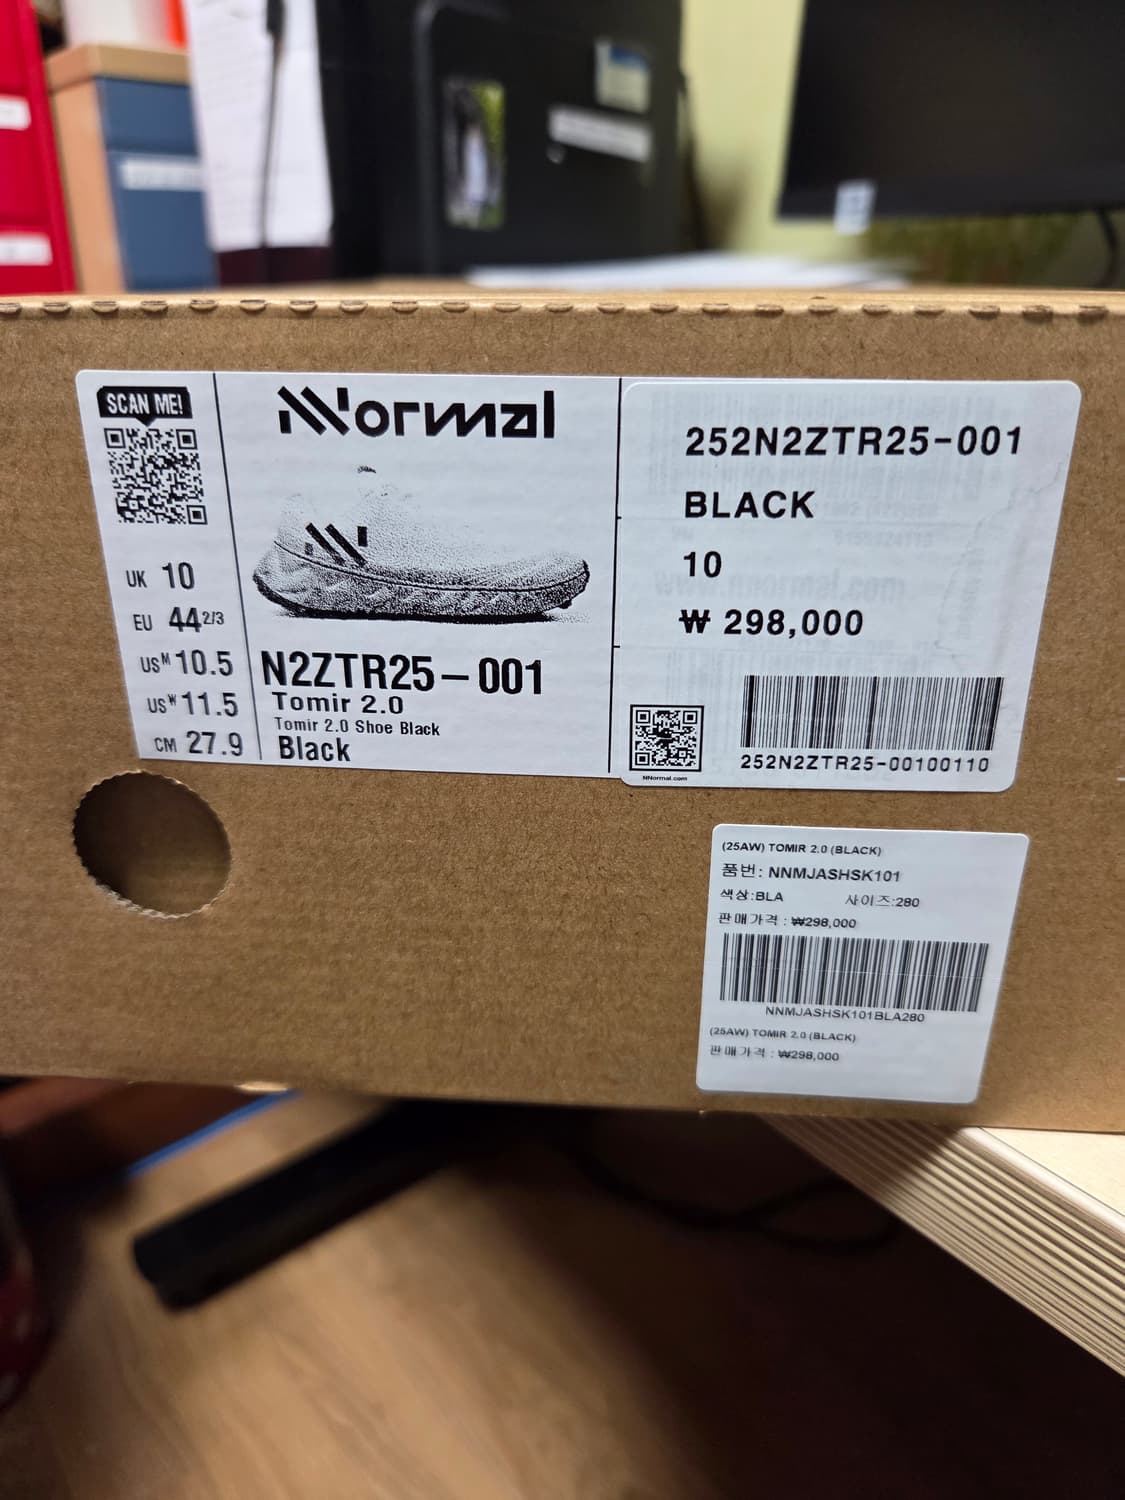 SCAN ME!
NNormal
UK 10
EU 44 2/3
US M 10.5
US W 11.5
CM 27.9
N2ZTR25-001
Tomir 2.0
Tomir 2.0 Shoe Black
Black
252N2ZTR25-001
BLACK
10
₩ 298,000
NNormal.com
252N2ZTR25-00100110
www.nnormal.com
(25AW) TOMIR 2.0 (BLACK)
품번: NNMJASHSK101
색상:BLA 사이즈:280
판매가격 : ₩298,000
NNMJASHSK101BLA280
(25AW) TOMIR 2.0 (BLACK)
판매가격 : ₩298,000